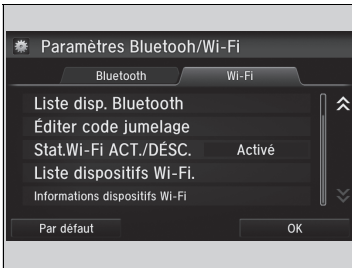 Paramètres Bluetooh/Wi-Fi
Bluetooth Wi-Fi
Liste disp. Bluetooth
Éditer code jumelage
Stat.Wi-Fi ACT./DÉSC. Activé
Liste dispositifs Wi-Fi.
Informations dispositifs Wi-Fi
Par défaut OK